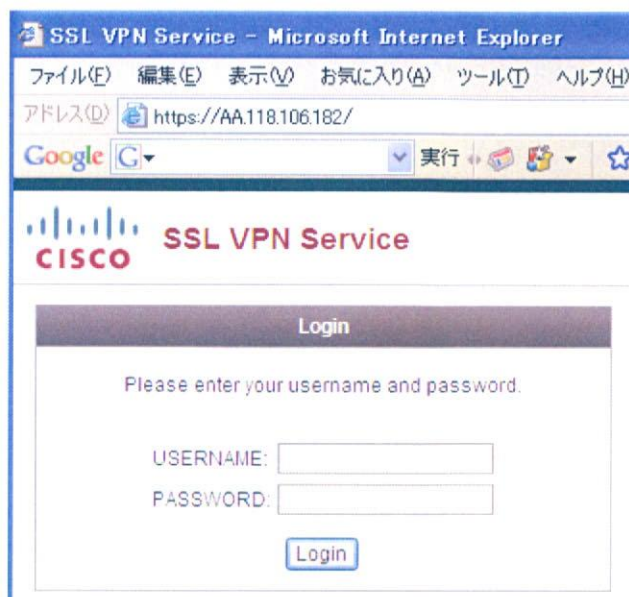 SSL VPN Service - Microsoft Internet Explorer
ファイル(F) 編集(E) 表示(V) お気に入り(A) ツール(T) ヘルプ(H)
アドレス(D) https://AA.118.106.182/
Google G 実行
CISCO SSL VPN Service
Login
Please enter your username and password.
USERNAME:
PASSWORD:
Login